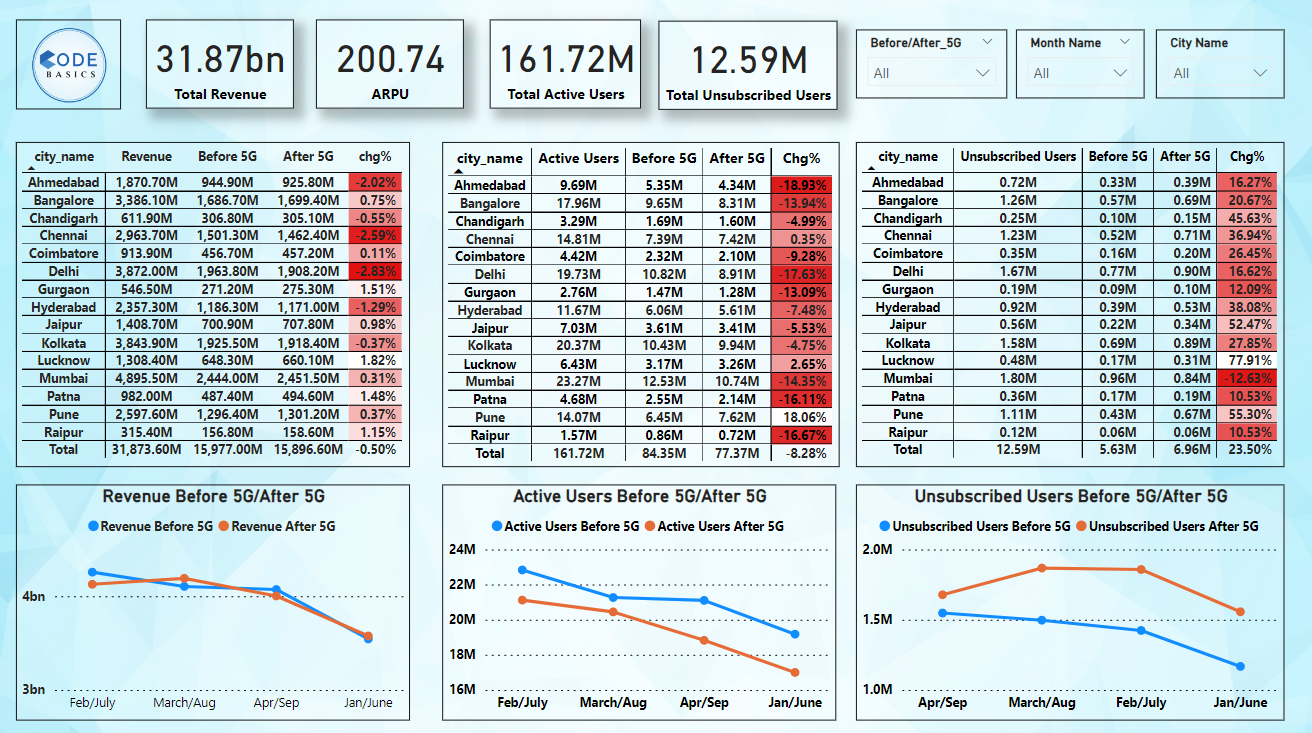 CODE
BASICS
31.87bn
Total Revenue
200.74
ARPU
161.72M
Total Active Users
12.59M
Total Unsubscribed Users
Before/After_5G
All
Month Name
All
City Name
All
city_name Revenue Before 5G After 5G chg%
Ahmedabad 1,870.70M 944.90M 925.80M -2.02%
Bangalore 3,386.10M 1,686.70M 1,699.40M 0.75%
Chandigarh 611.90M 306.80M 305.10M -0.55%
Chennai 2,963.70M 1,501.30M 1,462.40M -2.59%
Coimbatore 913.90M 456.70M 457.20M 0.11%
Delhi 3,872.00M 1,963.80M 1,908.20M -2.83%
Gurgaon 546.50M 271.20M 275.30M 1.51%
Hyderabad 2,357.30M 1,186.30M 1,171.00M -1.29%
Jaipur 1,408.70M 700.90M 707.80M 0.98%
Kolkata 3,843.90M 1,925.50M 1,918.40M -0.37%
Lucknow 1,308.40M 648.30M 660.10M 1.82%
Mumbai 4,895.50M 2,444.00M 2,451.50M 0.31%
Patna 982.00M 487.40M 494.60M 1.48%
Pune 2,597.60M 1,296.40M 1,301.20M 0.37%
Raipur 315.40M 156.80M 158.60M 1.15%
Total 31,873.60M 15,977.00M 15,896.60M -0.50%
city_name Active Users Before 5G After 5G Chg%
Ahmedabad 9.69M 5.35M 4.34M -18.93%
Bangalore 17.96M 9.65M 8.31M -13.94%
Chandigarh 3.29M 1.69M 1.60M -4.99%
Chennai 14.81M 7.39M 7.42M 0.35%
Coimbatore 4.42M 2.32M 2.10M -9.28%
Delhi 19.73M 10.82M 8.91M -17.63%
Gurgaon 2.76M 1.47M 1.28M -13.09%
Hyderabad 11.67M 6.06M 5.61M -7.48%
Jaipur 7.03M 3.61M 3.41M -5.53%
Kolkata 20.37M 10.43M 9.94M -4.75%
Lucknow 6.43M 3.17M 3.26M 2.65%
Mumbai 23.27M 12.53M 10.74M -14.35%
Patna 4.68M 2.55M 2.14M -16.11%
Pune 14.07M 6.45M 7.62M 18.06%
Raipur 1.57M 0.86M 0.72M -16.67%
Total 161.72M 84.35M 77.37M -8.28%
city_name Unsubscribed Users Before 5G After 5G Chg%
Ahmedabad 0.72M 0.33M 0.39M 16.27%
Bangalore 1.26M 0.57M 0.69M 20.67%
Chandigarh 0.25M 0.10M 0.15M 45.63%
Chennai 1.23M 0.52M 0.71M 36.94%
Coimbatore 0.35M 0.16M 0.20M 26.45%
Delhi 1.67M 0.77M 0.90M 16.62%
Gurgaon 0.19M 0.09M 0.10M 12.09%
Hyderabad 0.92M 0.39M 0.53M 38.08%
Jaipur 0.56M 0.22M 0.34M 52.47%
Kolkata 1.58M 0.69M 0.89M 27.85%
Lucknow 0.48M 0.17M 0.31M 77.91%
Mumbai 1.80M 0.96M 0.84M -12.63%
Patna 0.36M 0.17M 0.19M 10.53%
Pune 1.11M 0.43M 0.67M 55.30%
Raipur 0.12M 0.06M 0.06M 10.53%
Total 12.59M 5.63M 6.96M 23.50%
Revenue Before 5G/After 5G
Revenue Before 5G Revenue After 5G
4bn
3bn
Feb/July March/Aug Apr/Sep Jan/June
Active Users Before 5G/After 5G
Active Users Before 5G Active Users After 5G
24M
22M
20M
18M
16M
Feb/July March/Aug Apr/Sep Jan/June
Unsubscribed Users Before 5G/After 5G
Unsubscribed Users Before 5G Unsubscribed Users After 5G
2.0M
1.5M
1.0M
Apr/Sep March/Aug Feb/July Jan/June